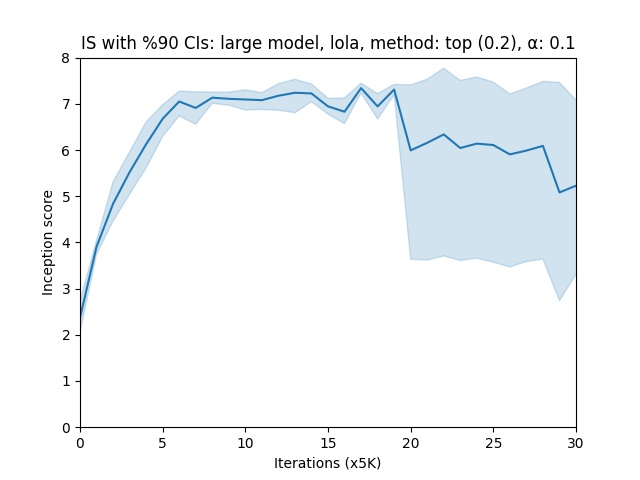 IS with %90 CIs: large model, lola, method: top (0.2), α: 0.1
8
7
6
5
4
3
2
1
0
Inception score
0 5 10 15 20 25 30
Iterations (x5K)